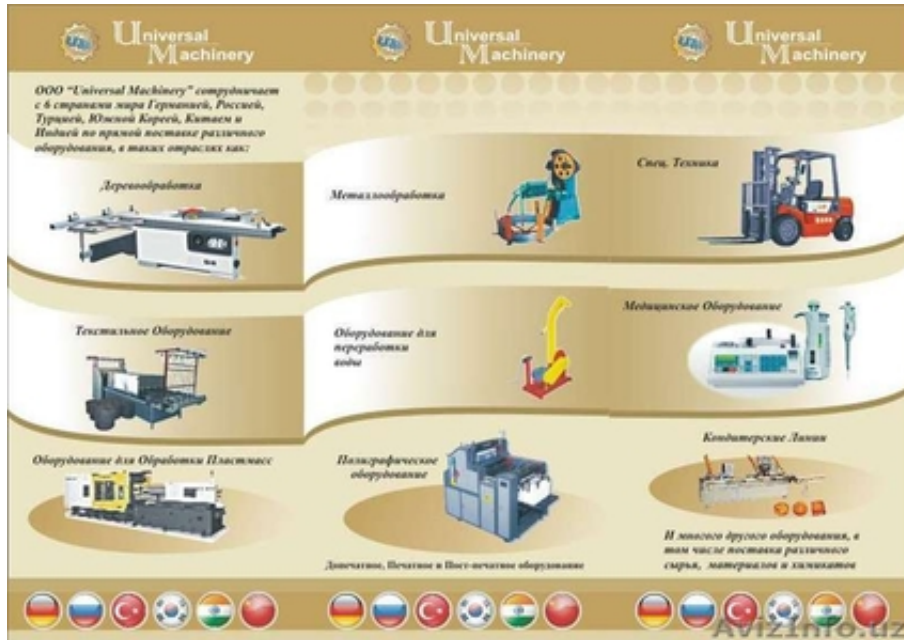 Universal
Machinery
ООО “Universal Machinery” сотрудничает
с 6 странами мира Германией, Россией,
Турцией, Южной Кореей, Китаем и
Индией по прямой поставке различного
оборудования, в таких отраслях как:
Деревообработка
Текстильное Оборудование
Оборудование для Обработки Пластмасс
Universal
Machinery
Металлообработка
Оборудование для
переработки
воды
Полиграфическое
оборудование
Допечатное, Печатное и Пост-печатное оборудование
Universal
Machinery
Спец. Техника
Медицинское Оборудование
Кондитерские Линии
И многого другого оборудования, в
том числе поставка различного
сырья, материалов и химикатов
AvizInfo.uz